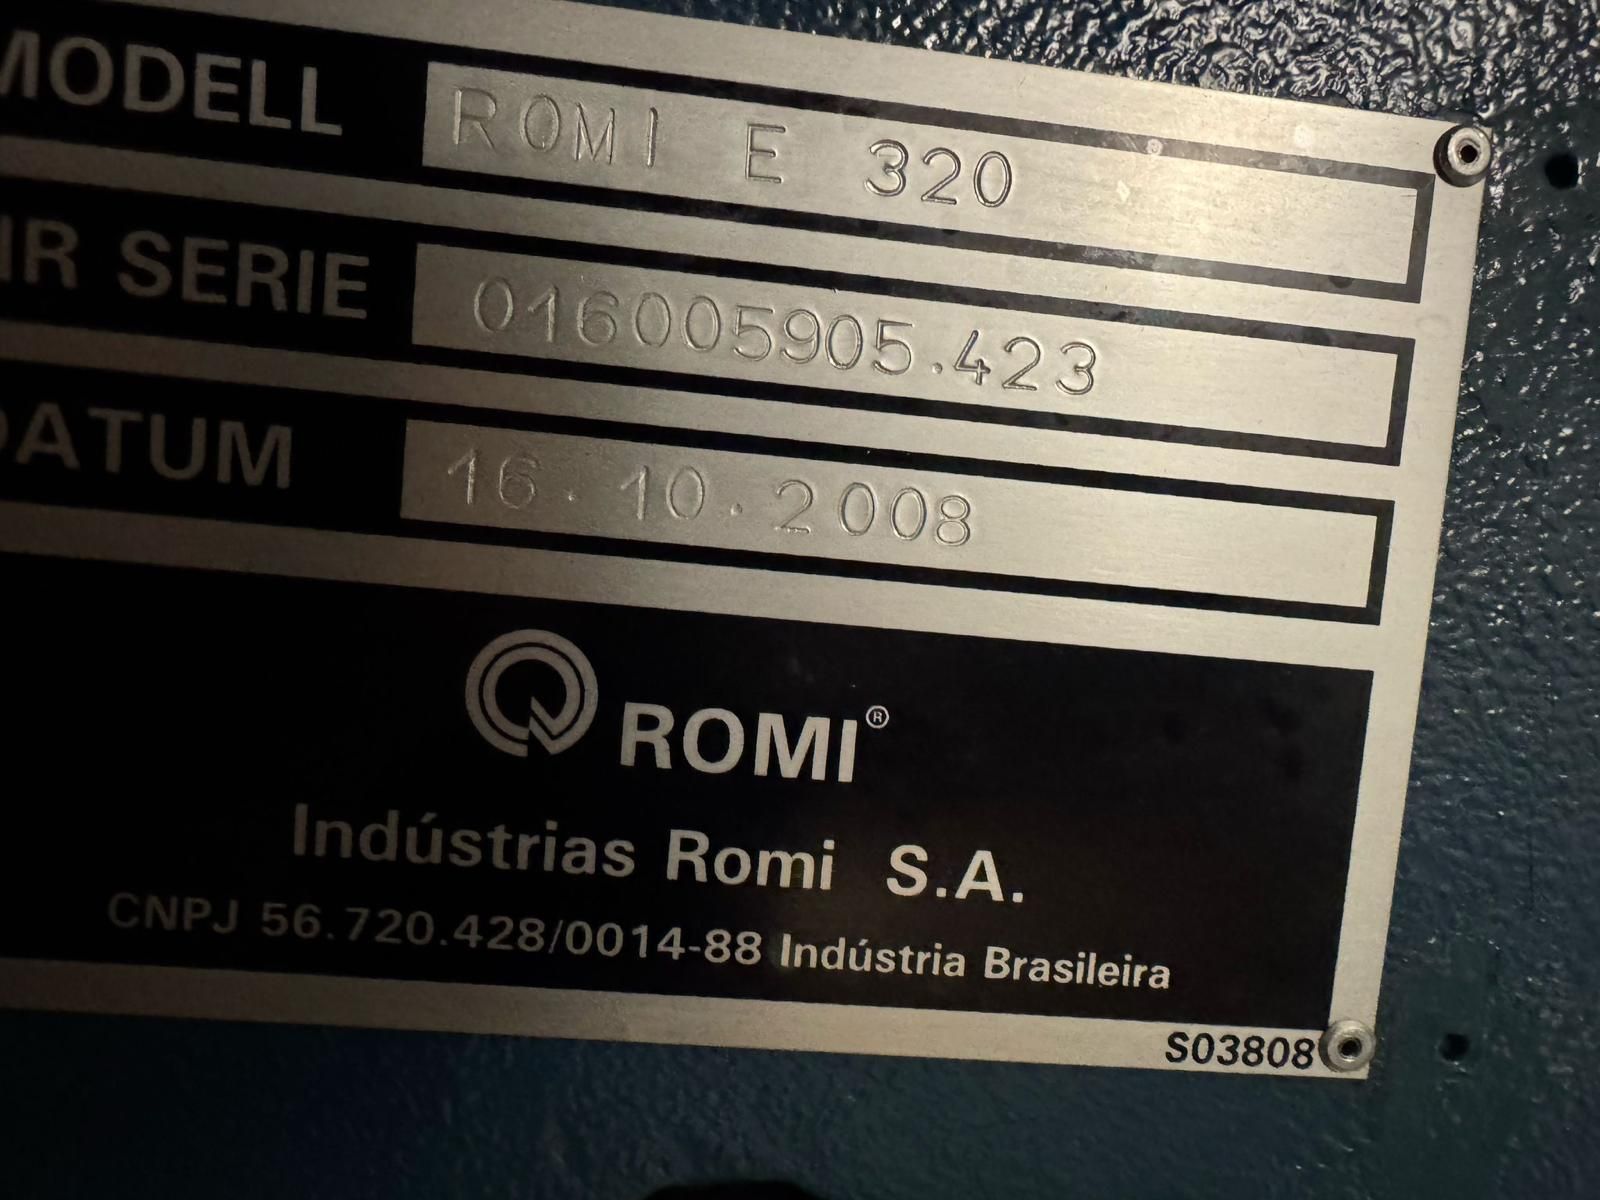 MODELL ROMI E 320
NR SERIE 016005905.423
DATUM 16.10.2008
ROMI®
Indústrias Romi S.A.
CNPJ 56.720.428/0014-88 Indústria Brasileira
S03808